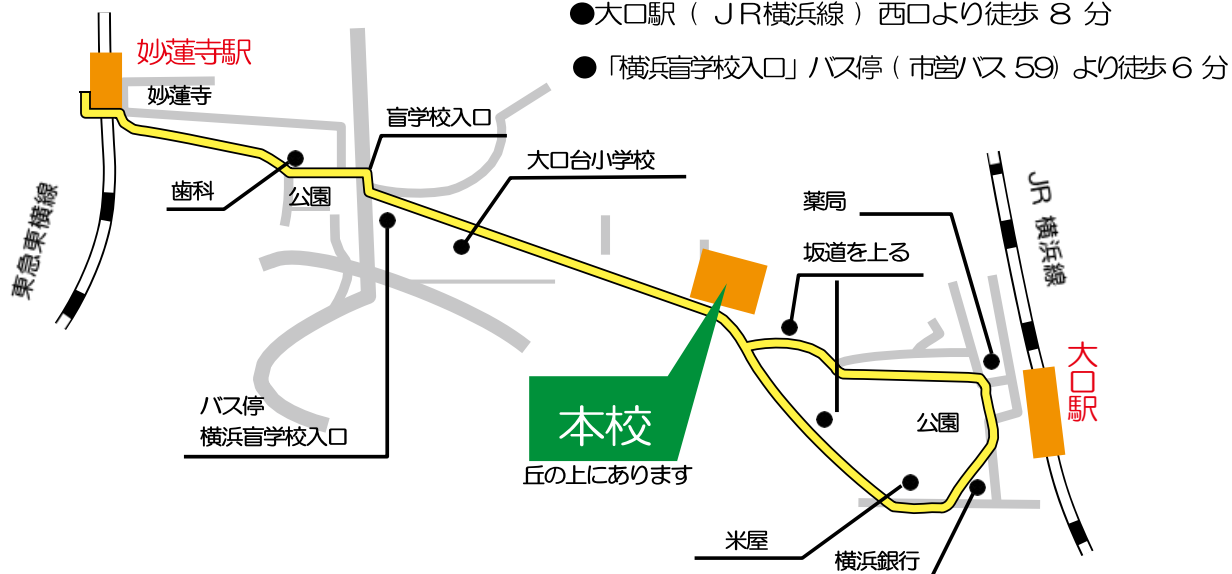 ●大口駅（ＪＲ横浜線）西口より徒歩 8 分
●「横浜盲学校入口」バス停（市営バス 59）より徒歩 6 分
妙蓮寺駅
妙蓮寺
盲学校入口
大口台小学校
歯科
公園
東急東横線
薬局
JR 横浜線
坂道を上る
大口駅
バス停
横浜盲学校入口
本校
丘の上にあります
公園
米屋
横浜銀行